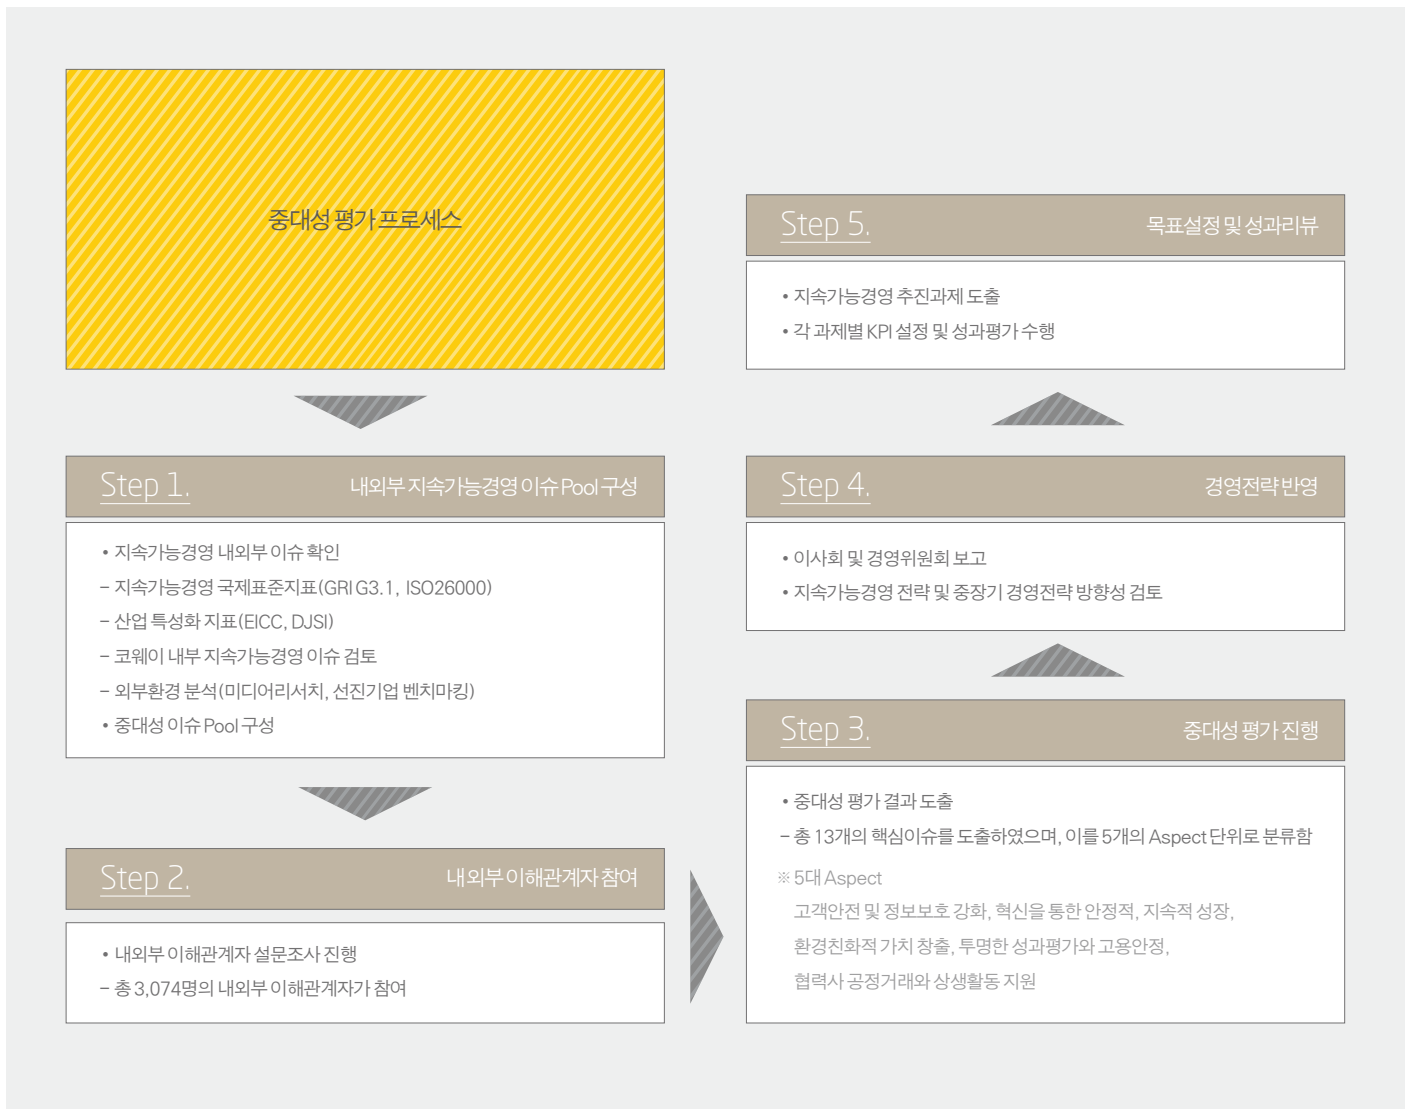 중대성 평가 프로세스
Step 1.
내외부 지속가능경영 이슈 Pool 구성
• 지속가능경영 내외부 이슈 확인
– 지속가능경영 국제표준지표(GRI G3.1, ISO26000)
– 산업 특성화 지표(EICC, DJSI)
– 코웨이 내부 지속가능경영 이슈 검토
– 외부환경 분석(미디어리서치, 선진기업 벤치마킹)
• 중대성 이슈 Pool 구성
Step 2.
내외부 이해관계자 참여
• 내외부 이해관계자 설문조사 진행
– 총 3,074명의 내외부 이해관계자가 참여
Step 3.
중대성 평가 진행
• 중대성 평가 결과 도출
– 총 13개의 핵심이슈를 도출하였으며, 이를 5개의 Aspect 단위로 분류함
※ 5대 Aspect
고객안전 및 정보보호 강화, 혁신을 통한 안정적, 지속적 성장,
환경친화적 가치 창출, 투명한 성과평가와 고용안정,
협력사 공정거래와 상생활동 지원
Step 4.
경영전략 반영
• 이사회 및 경영위원회 보고
• 지속가능경영 전략 및 중장기 경영전략 방향성 검토
Step 5.
목표설정 및 성과리뷰
• 지속가능경영 추진과제 도출
• 각 과제별 KPI 설정 및 성과평가 수행